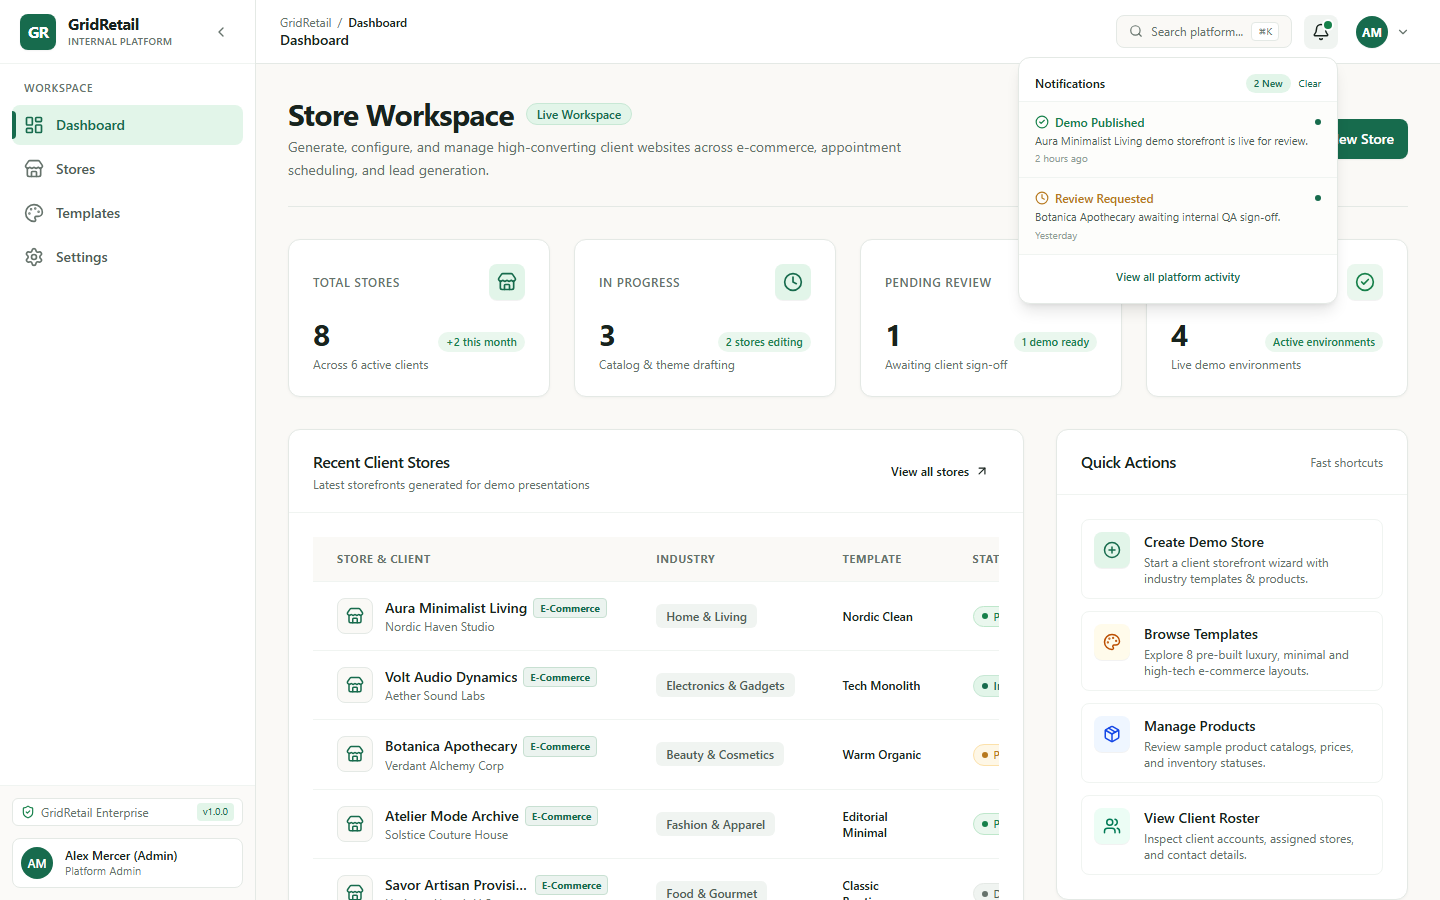 GR
GridRetail
INTERNAL PLATFORM
WORKSPACE
Dashboard
Stores
Templates
Settings
GridRetail Enterprise
v1.0.0
AM
Alex Mercer (Admin)
Platform Admin
GridRetail / Dashboard
Dashboard
Search platform...
⌘K
AM
Notifications
2 New
Clear
Demo Published
Aura Minimalist Living demo storefront is live for review.
2 hours ago
Review Requested
Botanica Apothecary awaiting internal QA sign-off.
Yesterday
View all platform activity
Store Workspace
Live Workspace
Generate, configure, and manage high-converting client websites across e-commerce, appointment
scheduling, and lead generation.
ew Store
TOTAL STORES
8
+2 this month
Across 6 active clients
IN PROGRESS
3
2 stores editing
Catalog & theme drafting
PENDING REVIEW
1
1 demo ready
Awaiting client sign-off
4
Active environments
Live demo environments
Recent Client Stores
Latest storefronts generated for demo presentations
View all stores
STORE & CLIENT
INDUSTRY
TEMPLATE
STAT
Aura Minimalist Living
E-Commerce
Nordic Haven Studio
Home & Living
Nordic Clean
Volt Audio Dynamics
E-Commerce
Aether Sound Labs
Electronics & Gadgets
Tech Monolith
Botanica Apothecary
E-Commerce
Verdant Alchemy Corp
Beauty & Cosmetics
Warm Organic
Atelier Mode Archive
E-Commerce
Solstice Couture House
Fashion & Apparel
Editorial
Minimal
Savor Artisan Provisi...
E-Commerce
Food & Gourmet
Classic
Quick Actions
Fast shortcuts
Create Demo Store
Start a client storefront wizard with
industry templates & products.
Browse Templates
Explore 8 pre-built luxury, minimal and
high-tech e-commerce layouts.
Manage Products
Review sample product catalogs, prices,
and inventory statuses.
View Client Roster
Inspect client accounts, assigned stores,
and contact details.